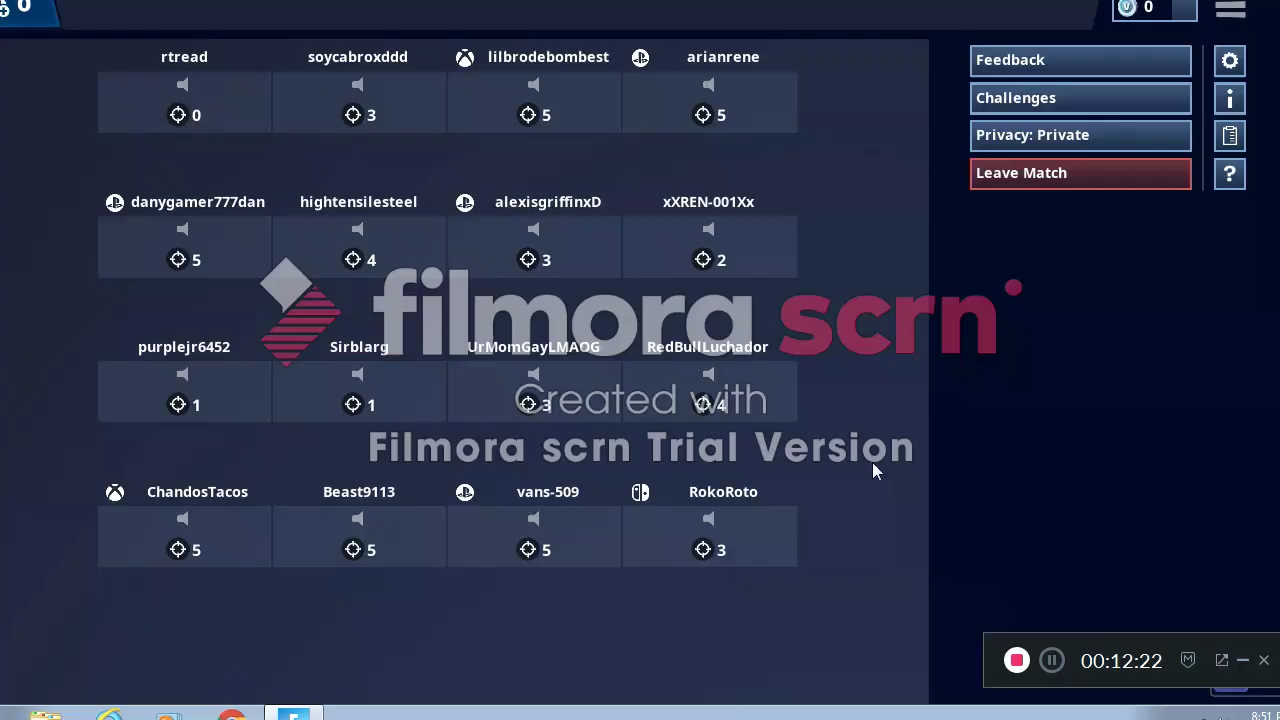 0
0
rtread soycabroxddd lilbrodebombest arianrene
0 3 5 5
Feedback
Challenges
Privacy: Private
Leave Match
i
?
danygamer777dan hightensilesteel alexisgriffinxD xXREN-001Xx
5 4 3 2
filmora scrn
purplejr6452 Sirblarg UrMomGayLMAOG RedBullLuchador
1 1 3 4
Created with
Filmora scrn Trial Version
ChandosTacos Beast9113 vans-509 RokoRoto
5 5 5 3
00:12:22
8:51